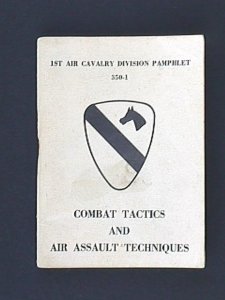 1ST AIR CAVALRY DIVISION PAMPHLET
350-1
COMBAT TACTICS
AND
AIR ASSAULT TECHNIQUES